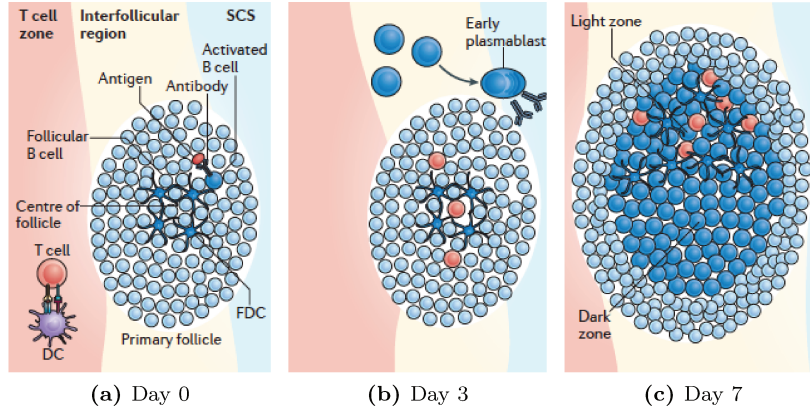 T cell
zone
Interfollicular
region
SCS
Activated
B cell
Antigen
Antibody
Follicular
B cell
Centre of
follicle
T cell
DC
FDC
Primary follicle
(a) Day 0
Early
plasmablast
(b) Day 3
Light zone
Dark
zone
(c) Day 7